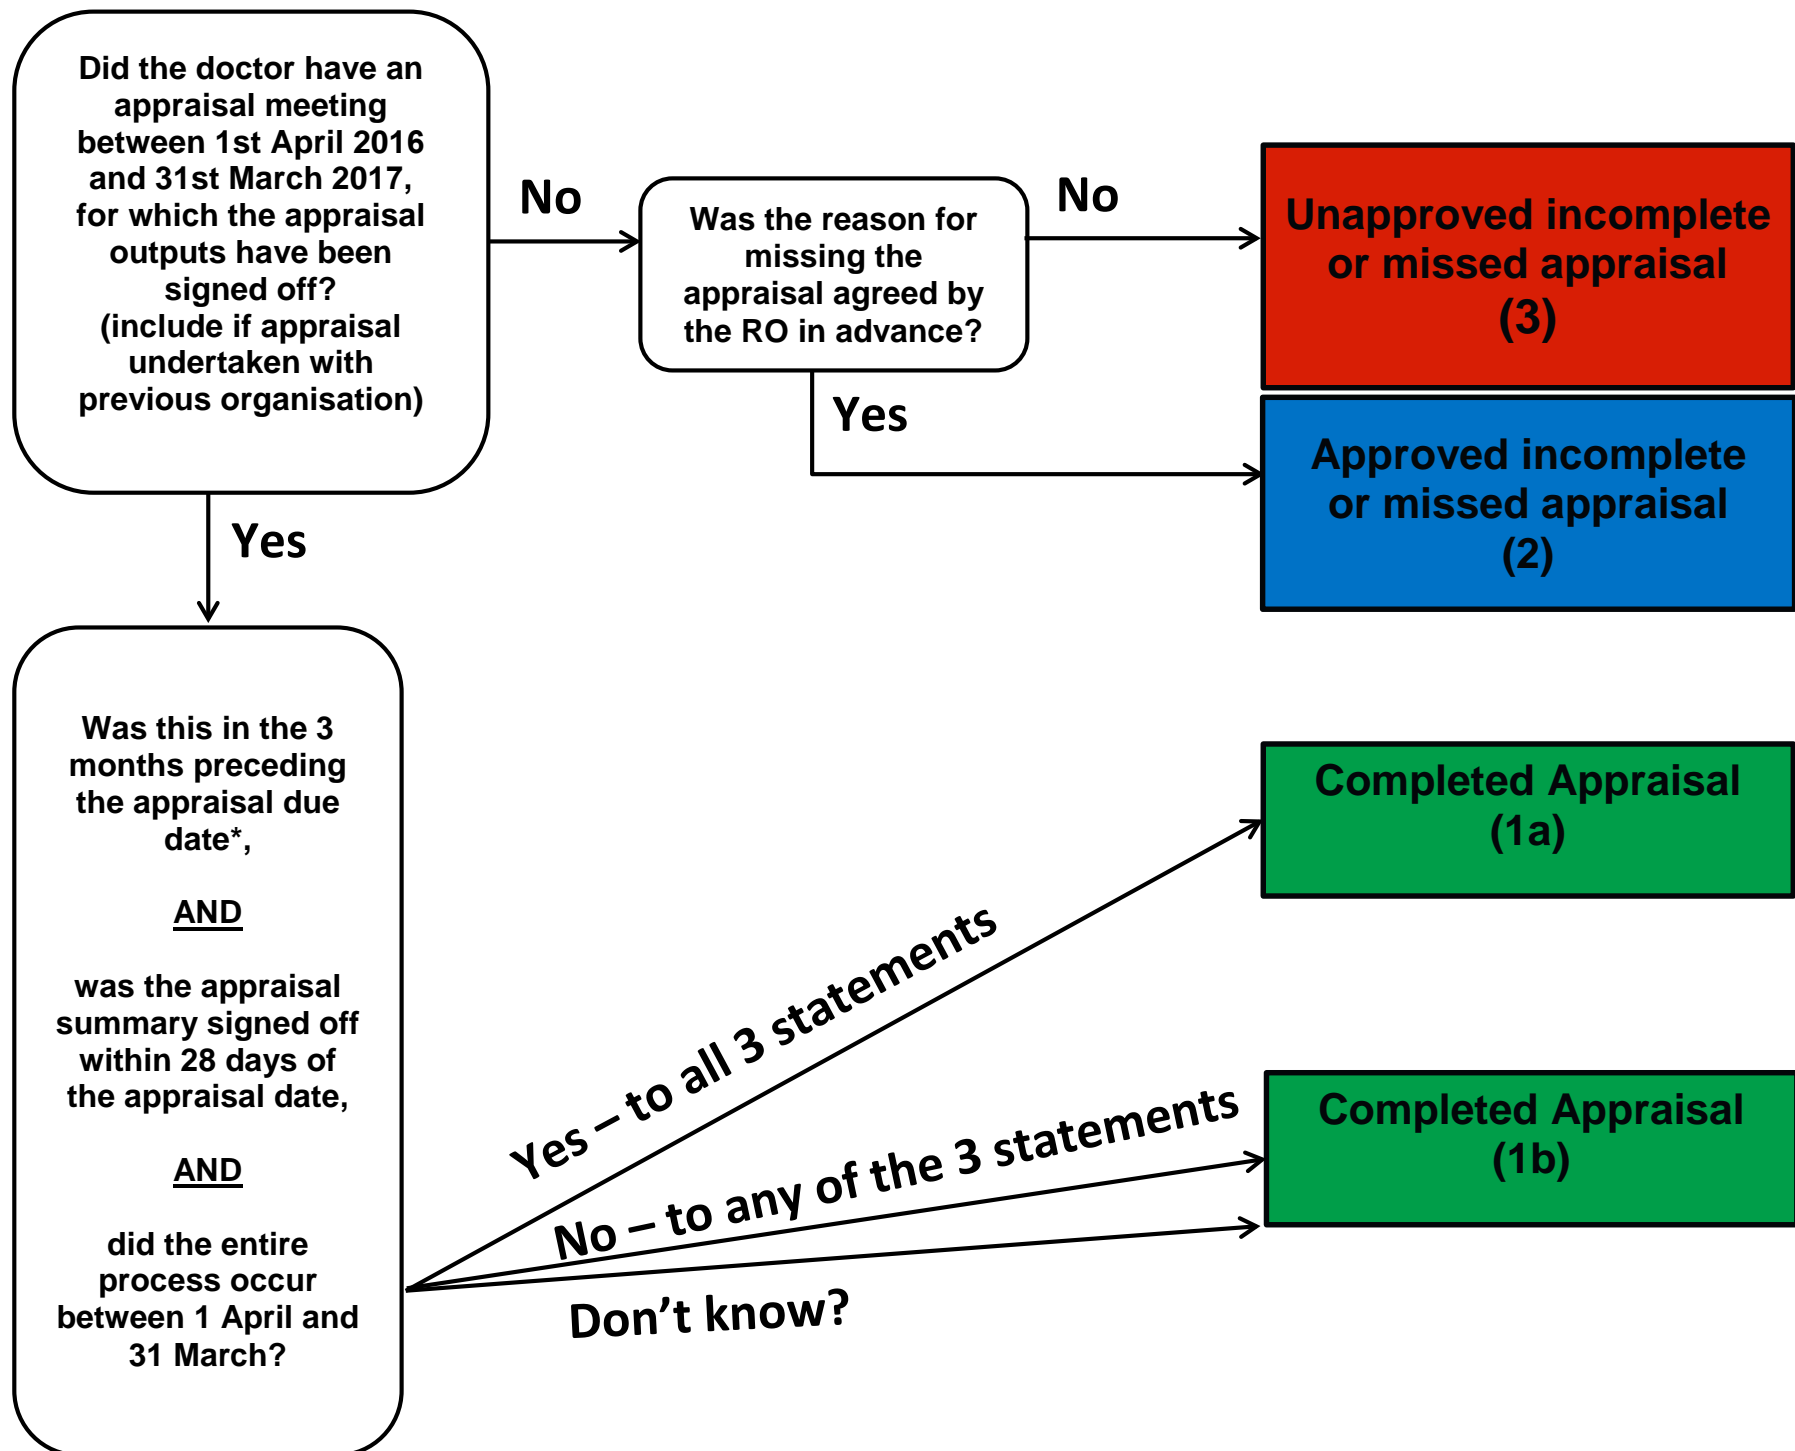 Did the doctor have an
appraisal meeting
between 1st April 2016
and 31st March 2017,
for which the appraisal
outputs have been
signed off?
(include if appraisal
undertaken with
previous organisation)
No
Was the reason for
missing the
appraisal agreed by
the RO in advance?
No
Unapproved incomplete
or missed appraisal
(3)
Yes
Approved incomplete
or missed appraisal
(2)
Yes
Was this in the 3
months preceding
the appraisal due
date*,
AND
was the appraisal
summary signed off
within 28 days of
the appraisal date,
AND
did the entire
process occur
between 1 April and
31 March?
Yes – to all 3 statements
Completed Appraisal
(1a)
No – to any of the 3 statements
Don’t know?
Completed Appraisal
(1b)